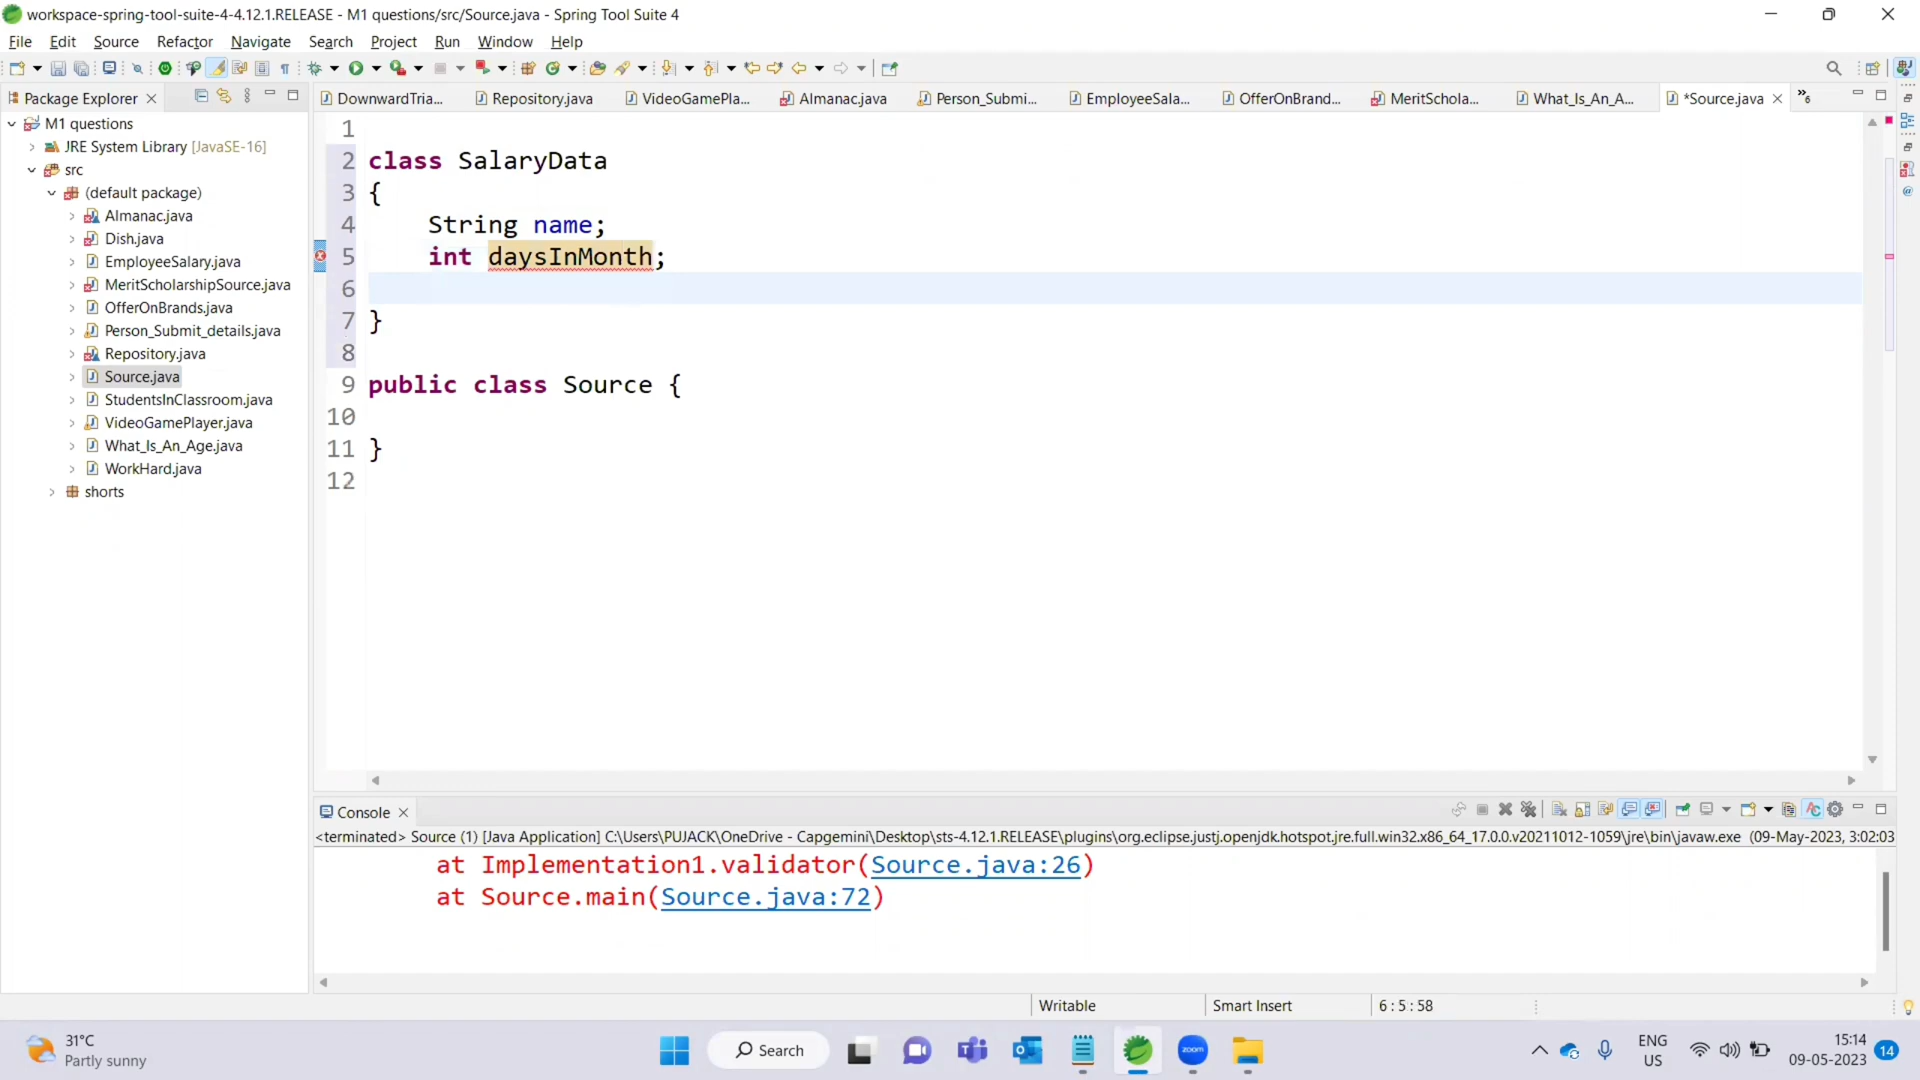 workspace-spring-tool-suite-4-4.12.1.RELEASE - M1 questions/src/Source.java - Spring Tool Suite 4
File Edit Source Refactor Navigate Search Project Run Window Help
Package Explorer
DownwardTria... Repository.java VideoGamePla... Almanac.java Person_Submi... EmployeeSala... OfferOnBrand... MeritSchola... What_Is_An_A... *Source.java »6
M1 questions
JRE System Library [JavaSE-16]
src
(default package)
Almanac.java
Dish.java
EmployeeSalary.java
MeritScholarshipSource.java
OfferOnBrands.java
Person_Submit_details.java
Repository.java
Source.java
StudentsInClassroom.java
VideoGamePlayer.java
What_Is_An_Age.java
WorkHard.java
shorts
1
2 class SalaryData
3 {
4 String name;
5 int daysInMonth;
6
7 }
8
9 public class Source {
10
11 }
12
Console
<terminated> Source (1) [Java Application] C:\Users\PUJACK\OneDrive - Capgemini\Desktop\sts-4.12.1.RELEASE\plugins\org.eclipse.justj.openjdk.hotspot.jre.full.win32.x86_64_17.0.0.v20211012-1059\jre\bin\javaw.exe (09-May-2023, 3:02:03
at Implementation1.validator(Source.java:26)
at Source.main(Source.java:72)
Writable Smart Insert 6 : 5 : 58
31°C
Partly sunny
Search
zoom
ENG
US
15:14
09-05-2023
14